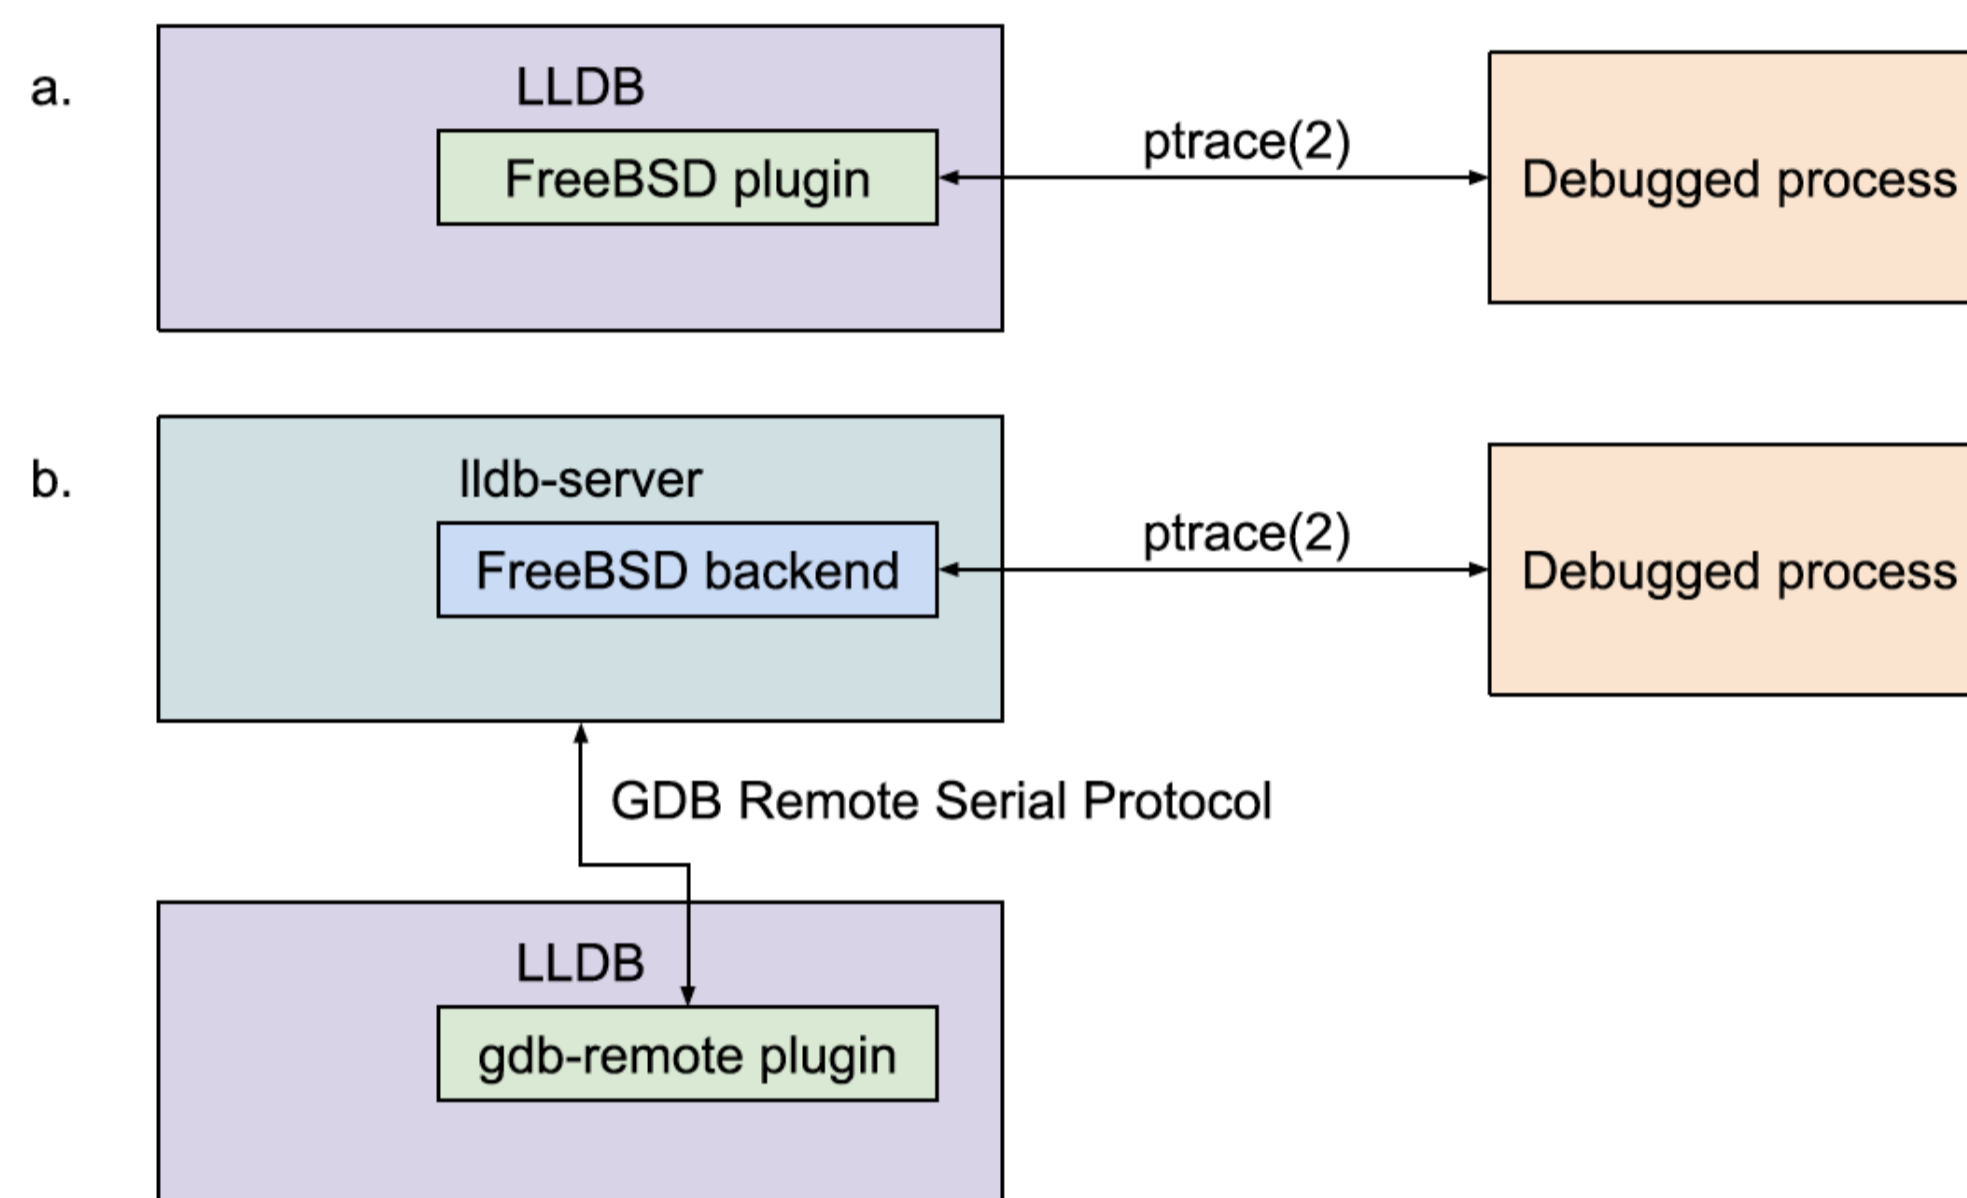 a.
LLDB
FreeBSD plugin
ptrace(2)
Debugged process
b.
lldb-server
FreeBSD backend
ptrace(2)
Debugged process
GDB Remote Serial Protocol
LLDB
gdb-remote plugin